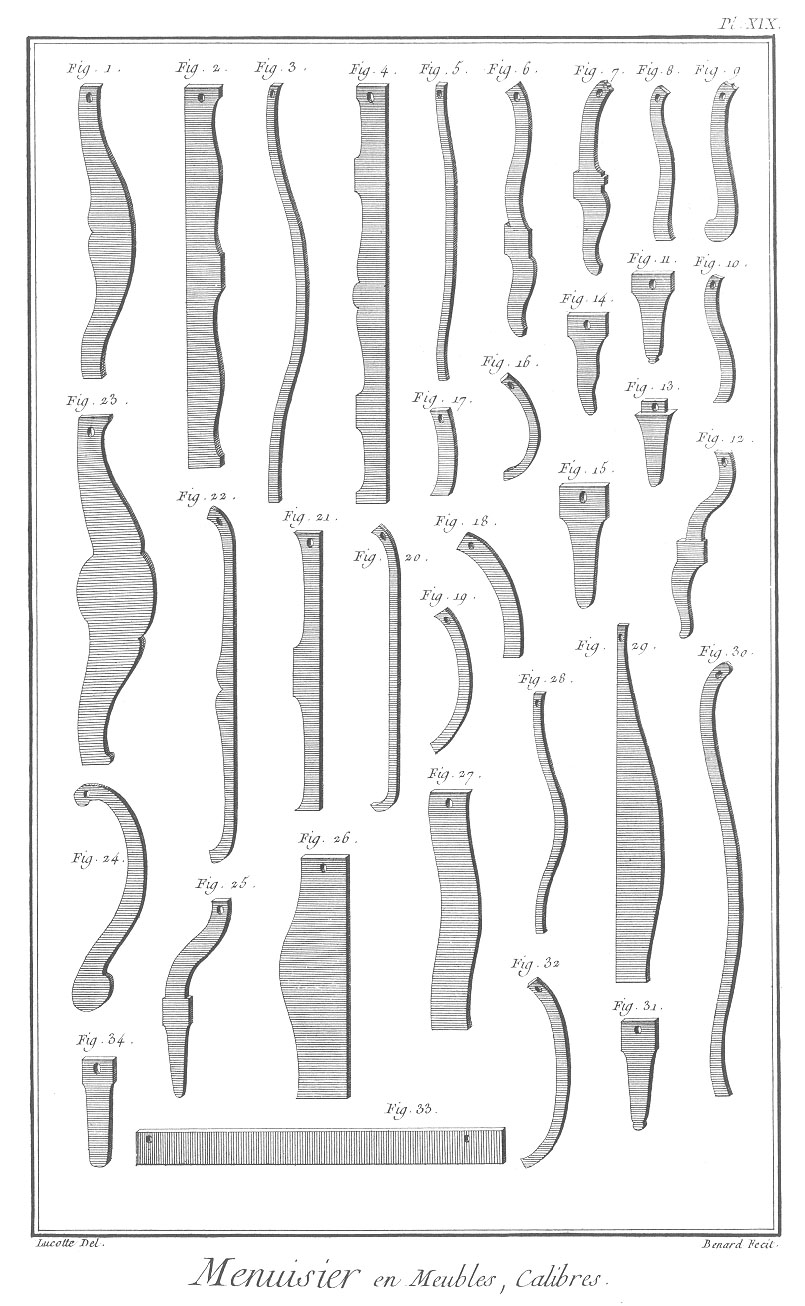 Pl. XIX.
Fig. 1. Fig. 2. Fig. 3. Fig. 4. Fig. 5. Fig. 6. Fig. 7. Fig. 8. Fig. 9
Fig. 11. Fig. 10.
Fig. 14.
Fig. 16.
Fig. 13.
Fig. 23. Fig. 17.
Fig. 12.
Fig. 15.
Fig. 22.
Fig. 21. Fig. 18.
Fig. 20.
Fig. 19.
Fig. 29. Fig. 30.
Fig. 28.
Fig. 27.
Fig. 26.
Fig. 24.
Fig. 25.
Fig. 32
Fig. 31.
Fig. 34.
Fig. 33.
Lucotte Del. Benard Fecit.
Menuisier en Meubles, Calibres.